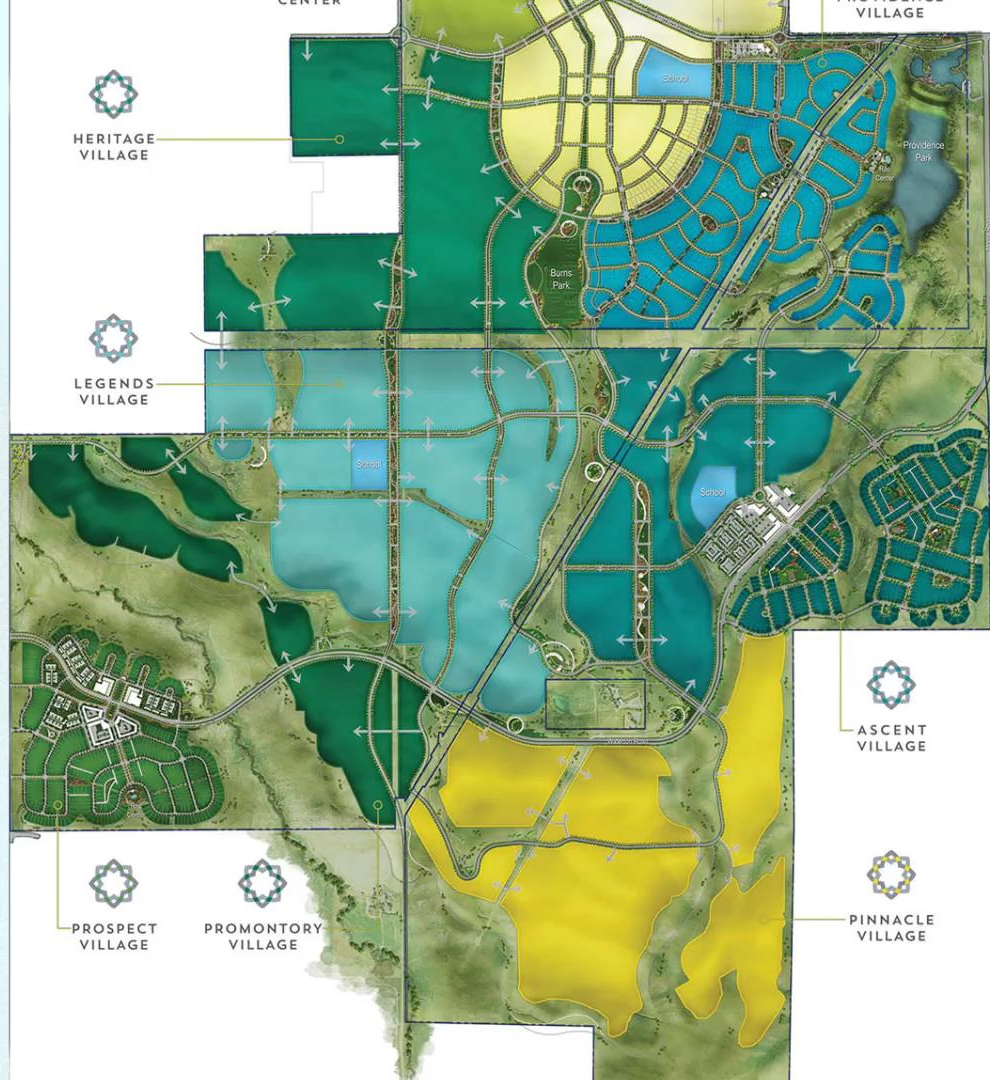 CENTER
PROVIDENCE
VILLAGE
School
HERITAGE
VILLAGE
Providence
Park
Center
Burns
Park
LEGENDS
VILLAGE
School
School
ASCENT
VILLAGE
PROSPECT
VILLAGE
PROMONTORY
VILLAGE
PINNACLE
VILLAGE